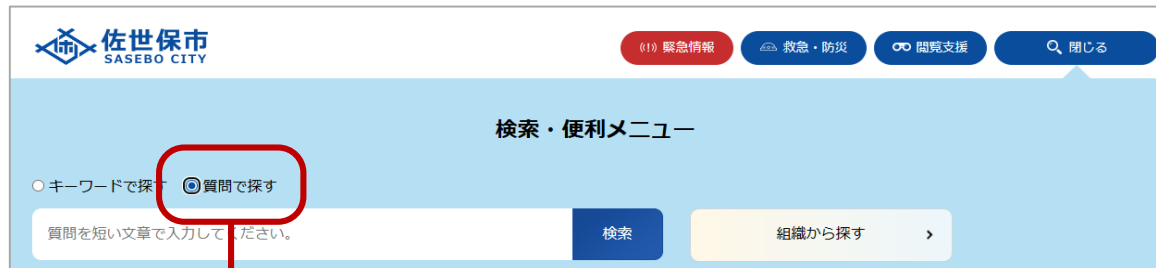 佐世保市
SASEBO CITY
緊急情報 救急・防災 閲覧支援 閉じる
検索・便利メニュー
キーワードで探す 質問で探す
質問を短い文章で入力してください。 検索 組織から探す